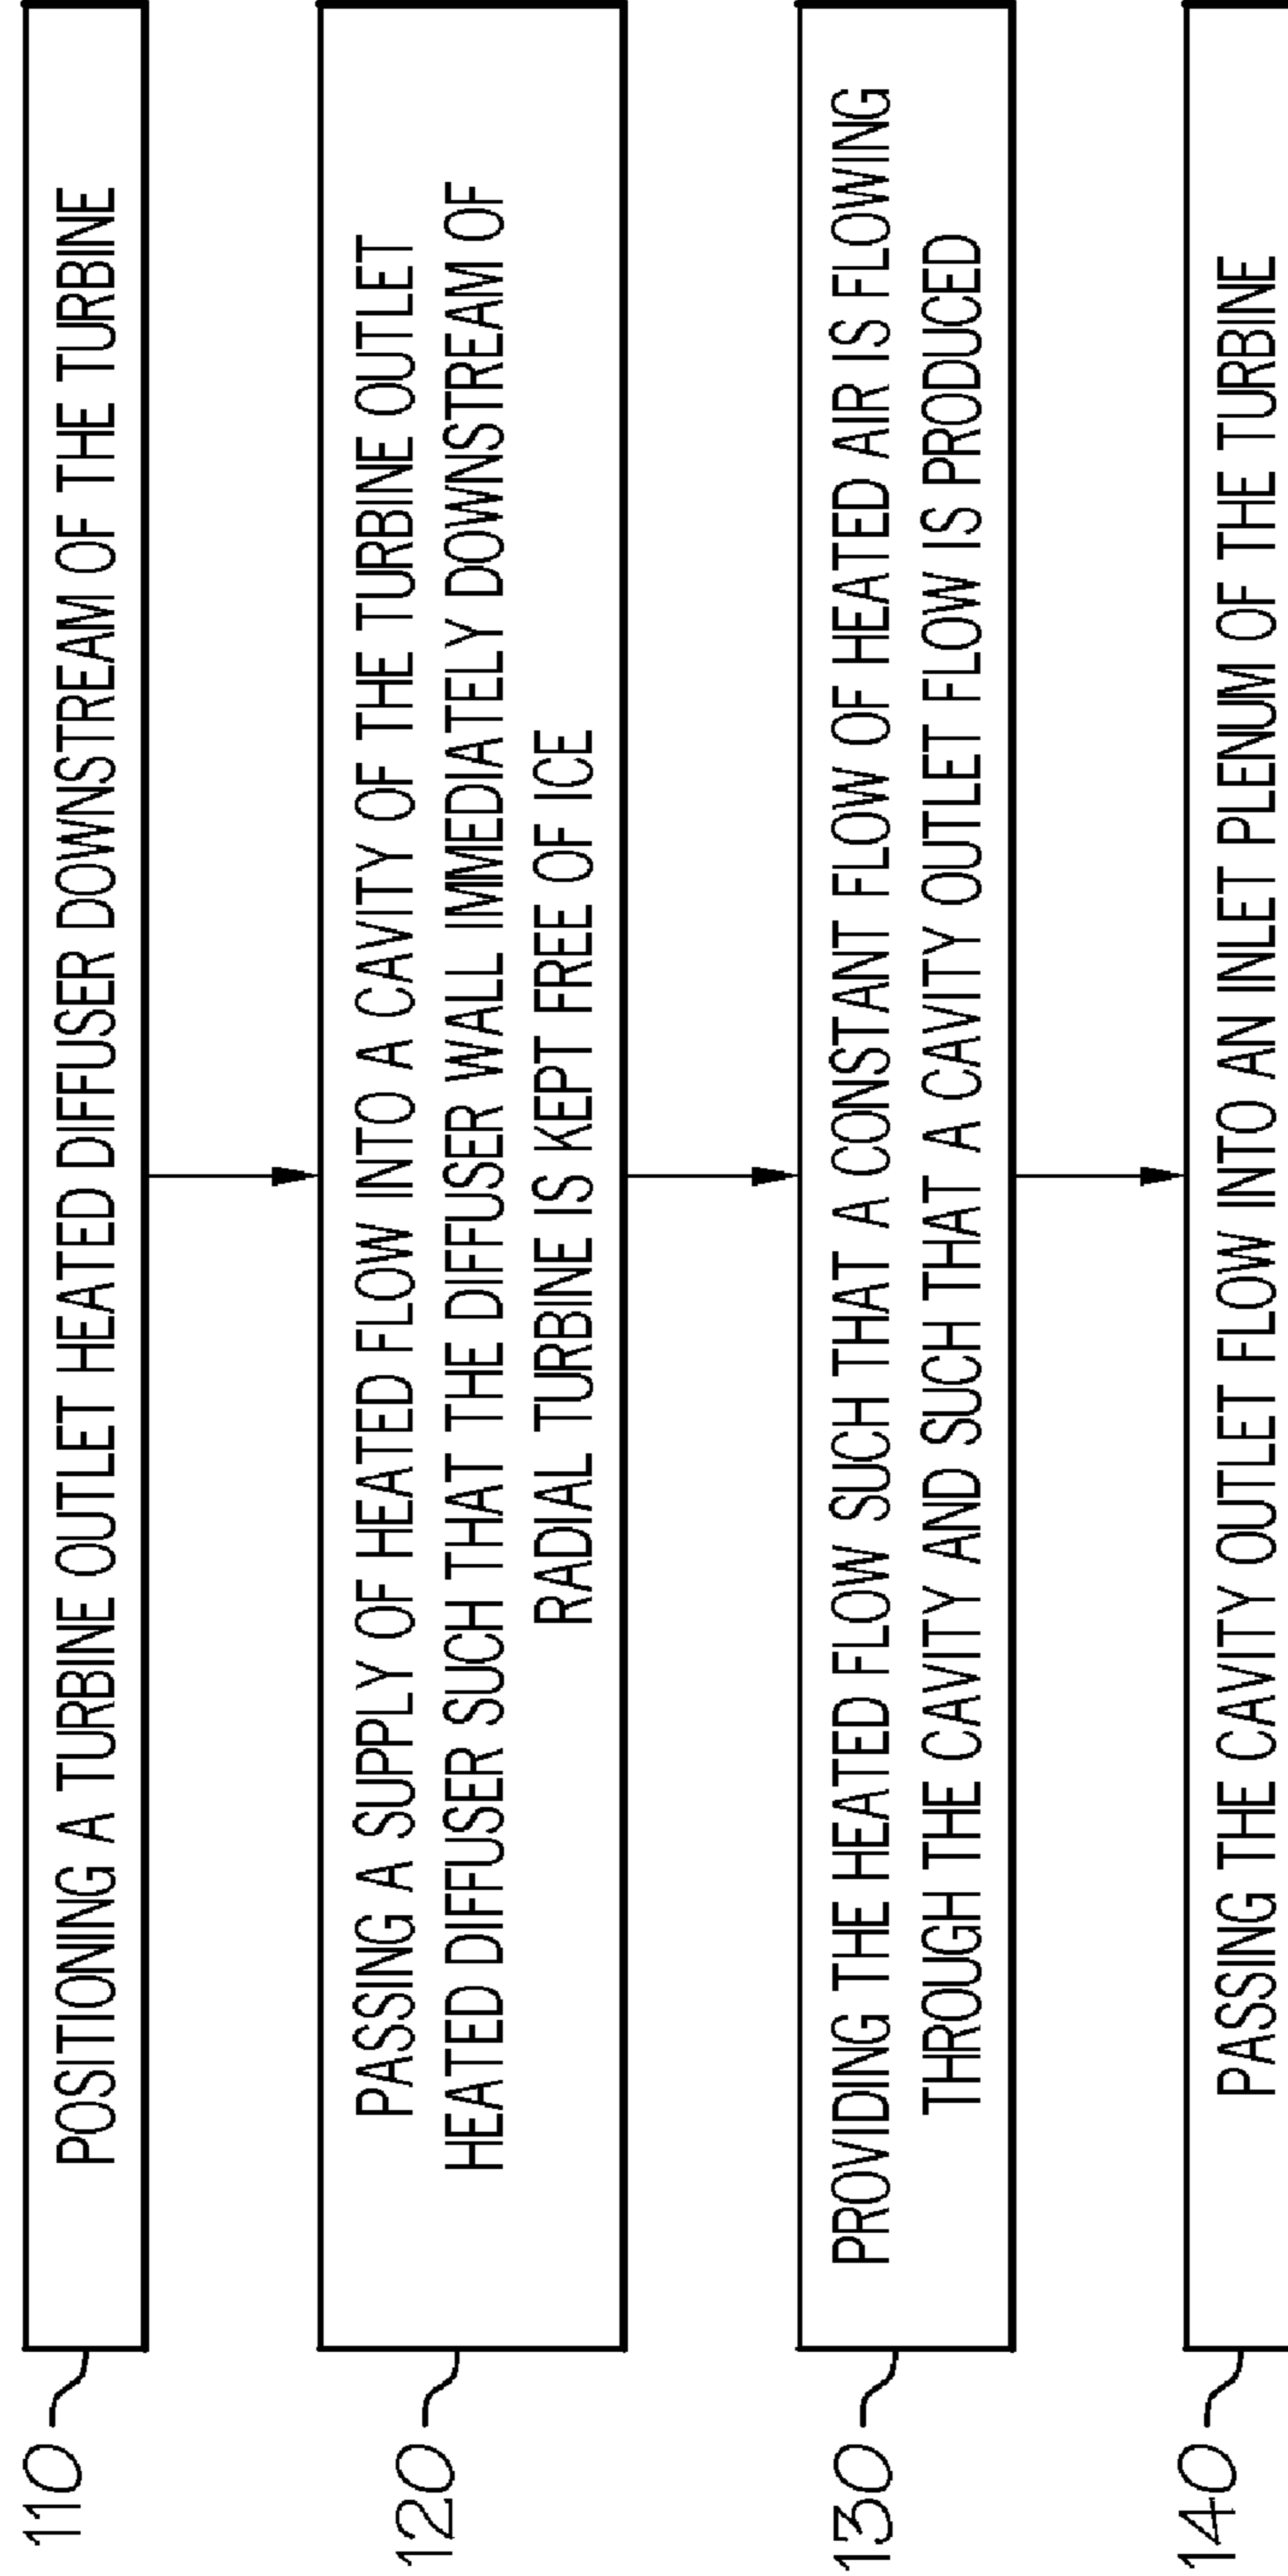 110
POSITIONING A TURBINE OUTLET HEATED DIFFUSER DOWNSTREAM OF THE TURBINE
120
PASSING A SUPPLY OF HEATED FLOW INTO A CAVITY OF THE TURBINE OUTLET
HEATED DIFFUSER SUCH THAT THE DIFFUSER WALL IMMEDIATELY DOWNSTREAM OF
RADIAL TURBINE IS KEPT FREE OF ICE
130
PROVIDING THE HEATED FLOW SUCH THAT A CONSTANT FLOW OF HEATED AIR IS FLOWING
THROUGH THE CAVITY AND SUCH THAT A CAVITY OUTLET FLOW IS PRODUCED
140
PASSING THE CAVITY OUTLET FLOW INTO AN INLET PLENUM OF THE TURBINE